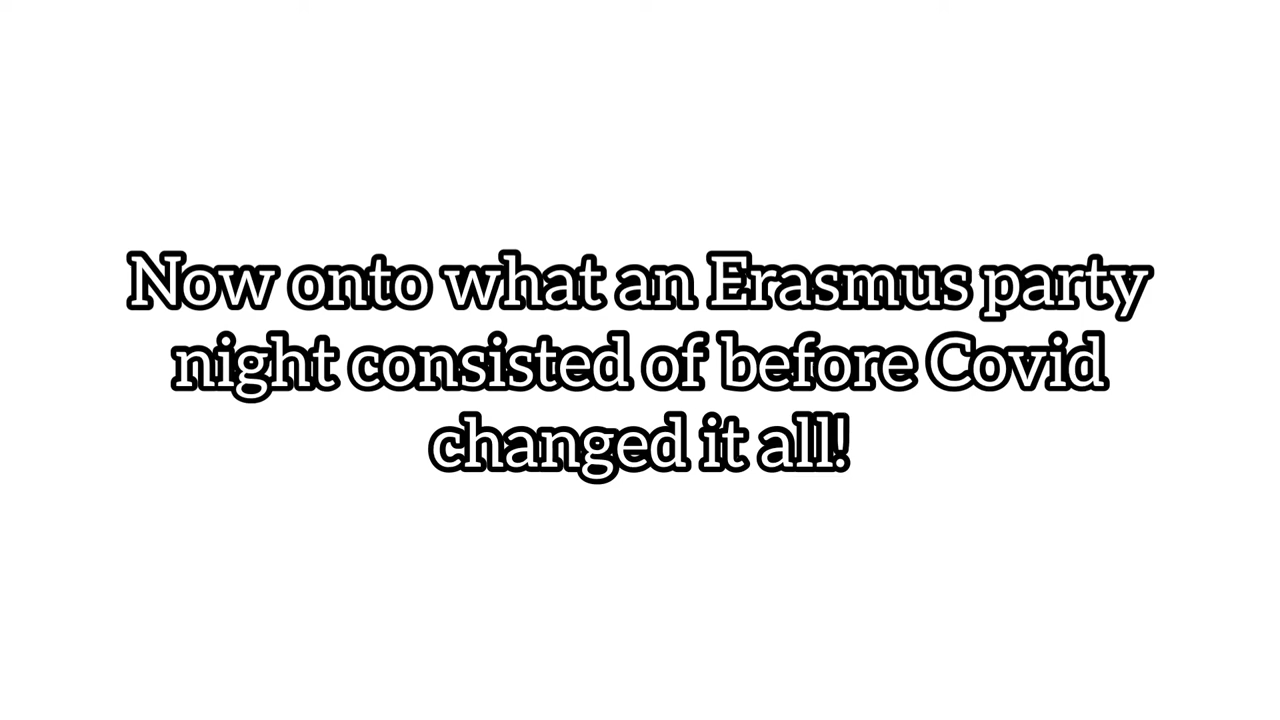 Now onto what an Erasmus party
night consisted of before Covid
changed it all!